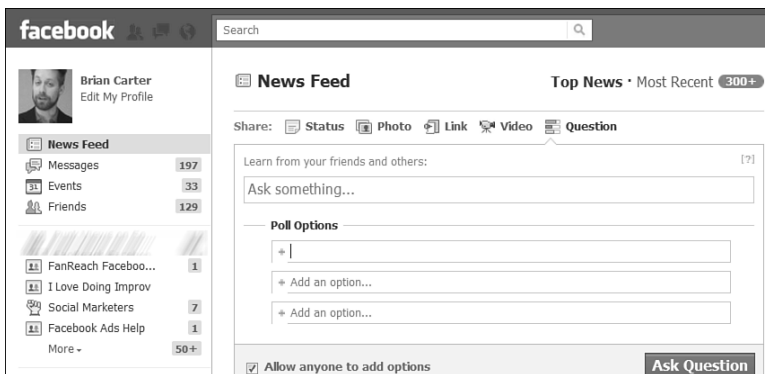 facebook
Search
Brian Carter
Edit My Profile
News Feed
Messages 197
31 Events 33
Friends 129
FanReach Faceboo... 1
I Love Doing Improv
Social Marketers 7
Facebook Ads Help 1
More 50+
News Feed
Top News · Most Recent 300+
Share: Status Photo Link Video Question
Learn from your friends and others: [?]
Ask something...
Poll Options
+
+ Add an option...
+ Add an option...
Allow anyone to add options
Ask Question